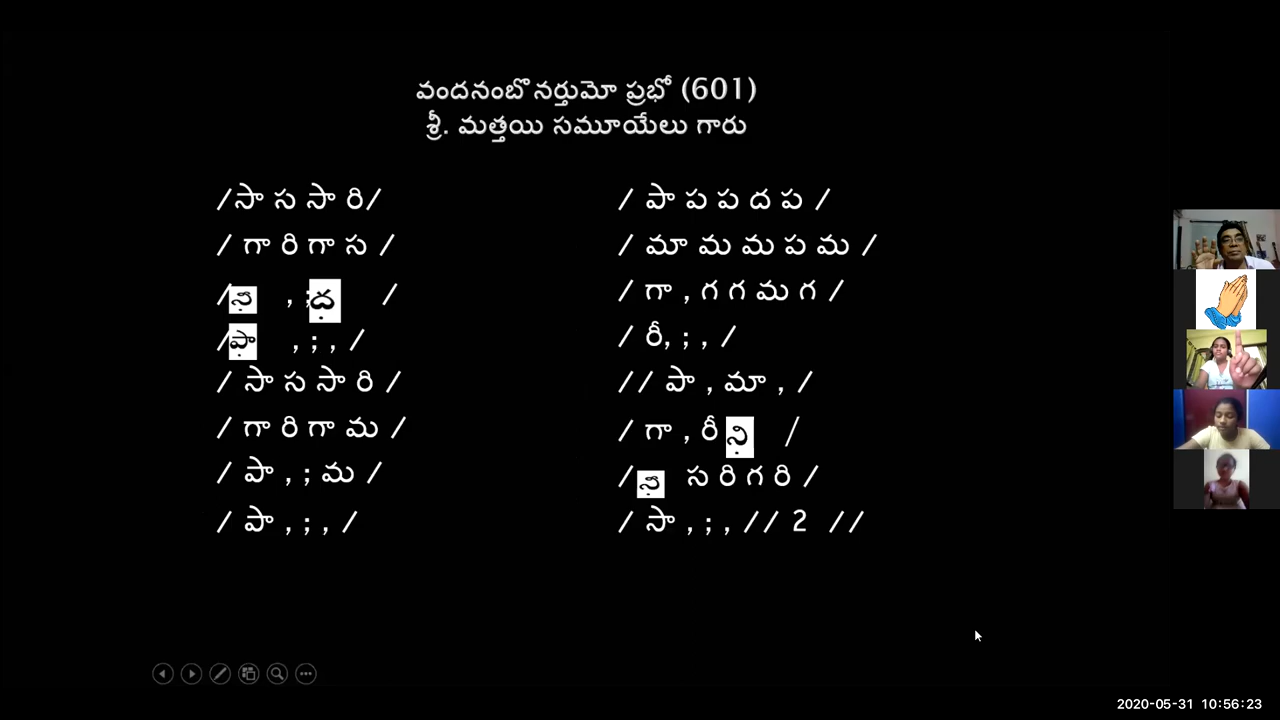 వందనంబొనర్తుమో ప్రభో (601)
శ్రీ. మత్తయి సమూయేలు గారు
/సా స సా రి/
/ గా రి గా స /
/నీ , ;ధ /
/పా , ; , /
/ సా స సా రి /
/ గా రి గా మ /
/ పా , ; మ /
/ పా , ; , /
/ పా ప ప ద ప /
/ మా మ మ ప మ /
/ గా , గ గ మ గ /
/ రీ, ; , /
// పా , మా , /
/ గా , రీ ని /
/ నీ స రి గ రి /
/ సా , ; , // 2 //
2020-05-31 10:56:23